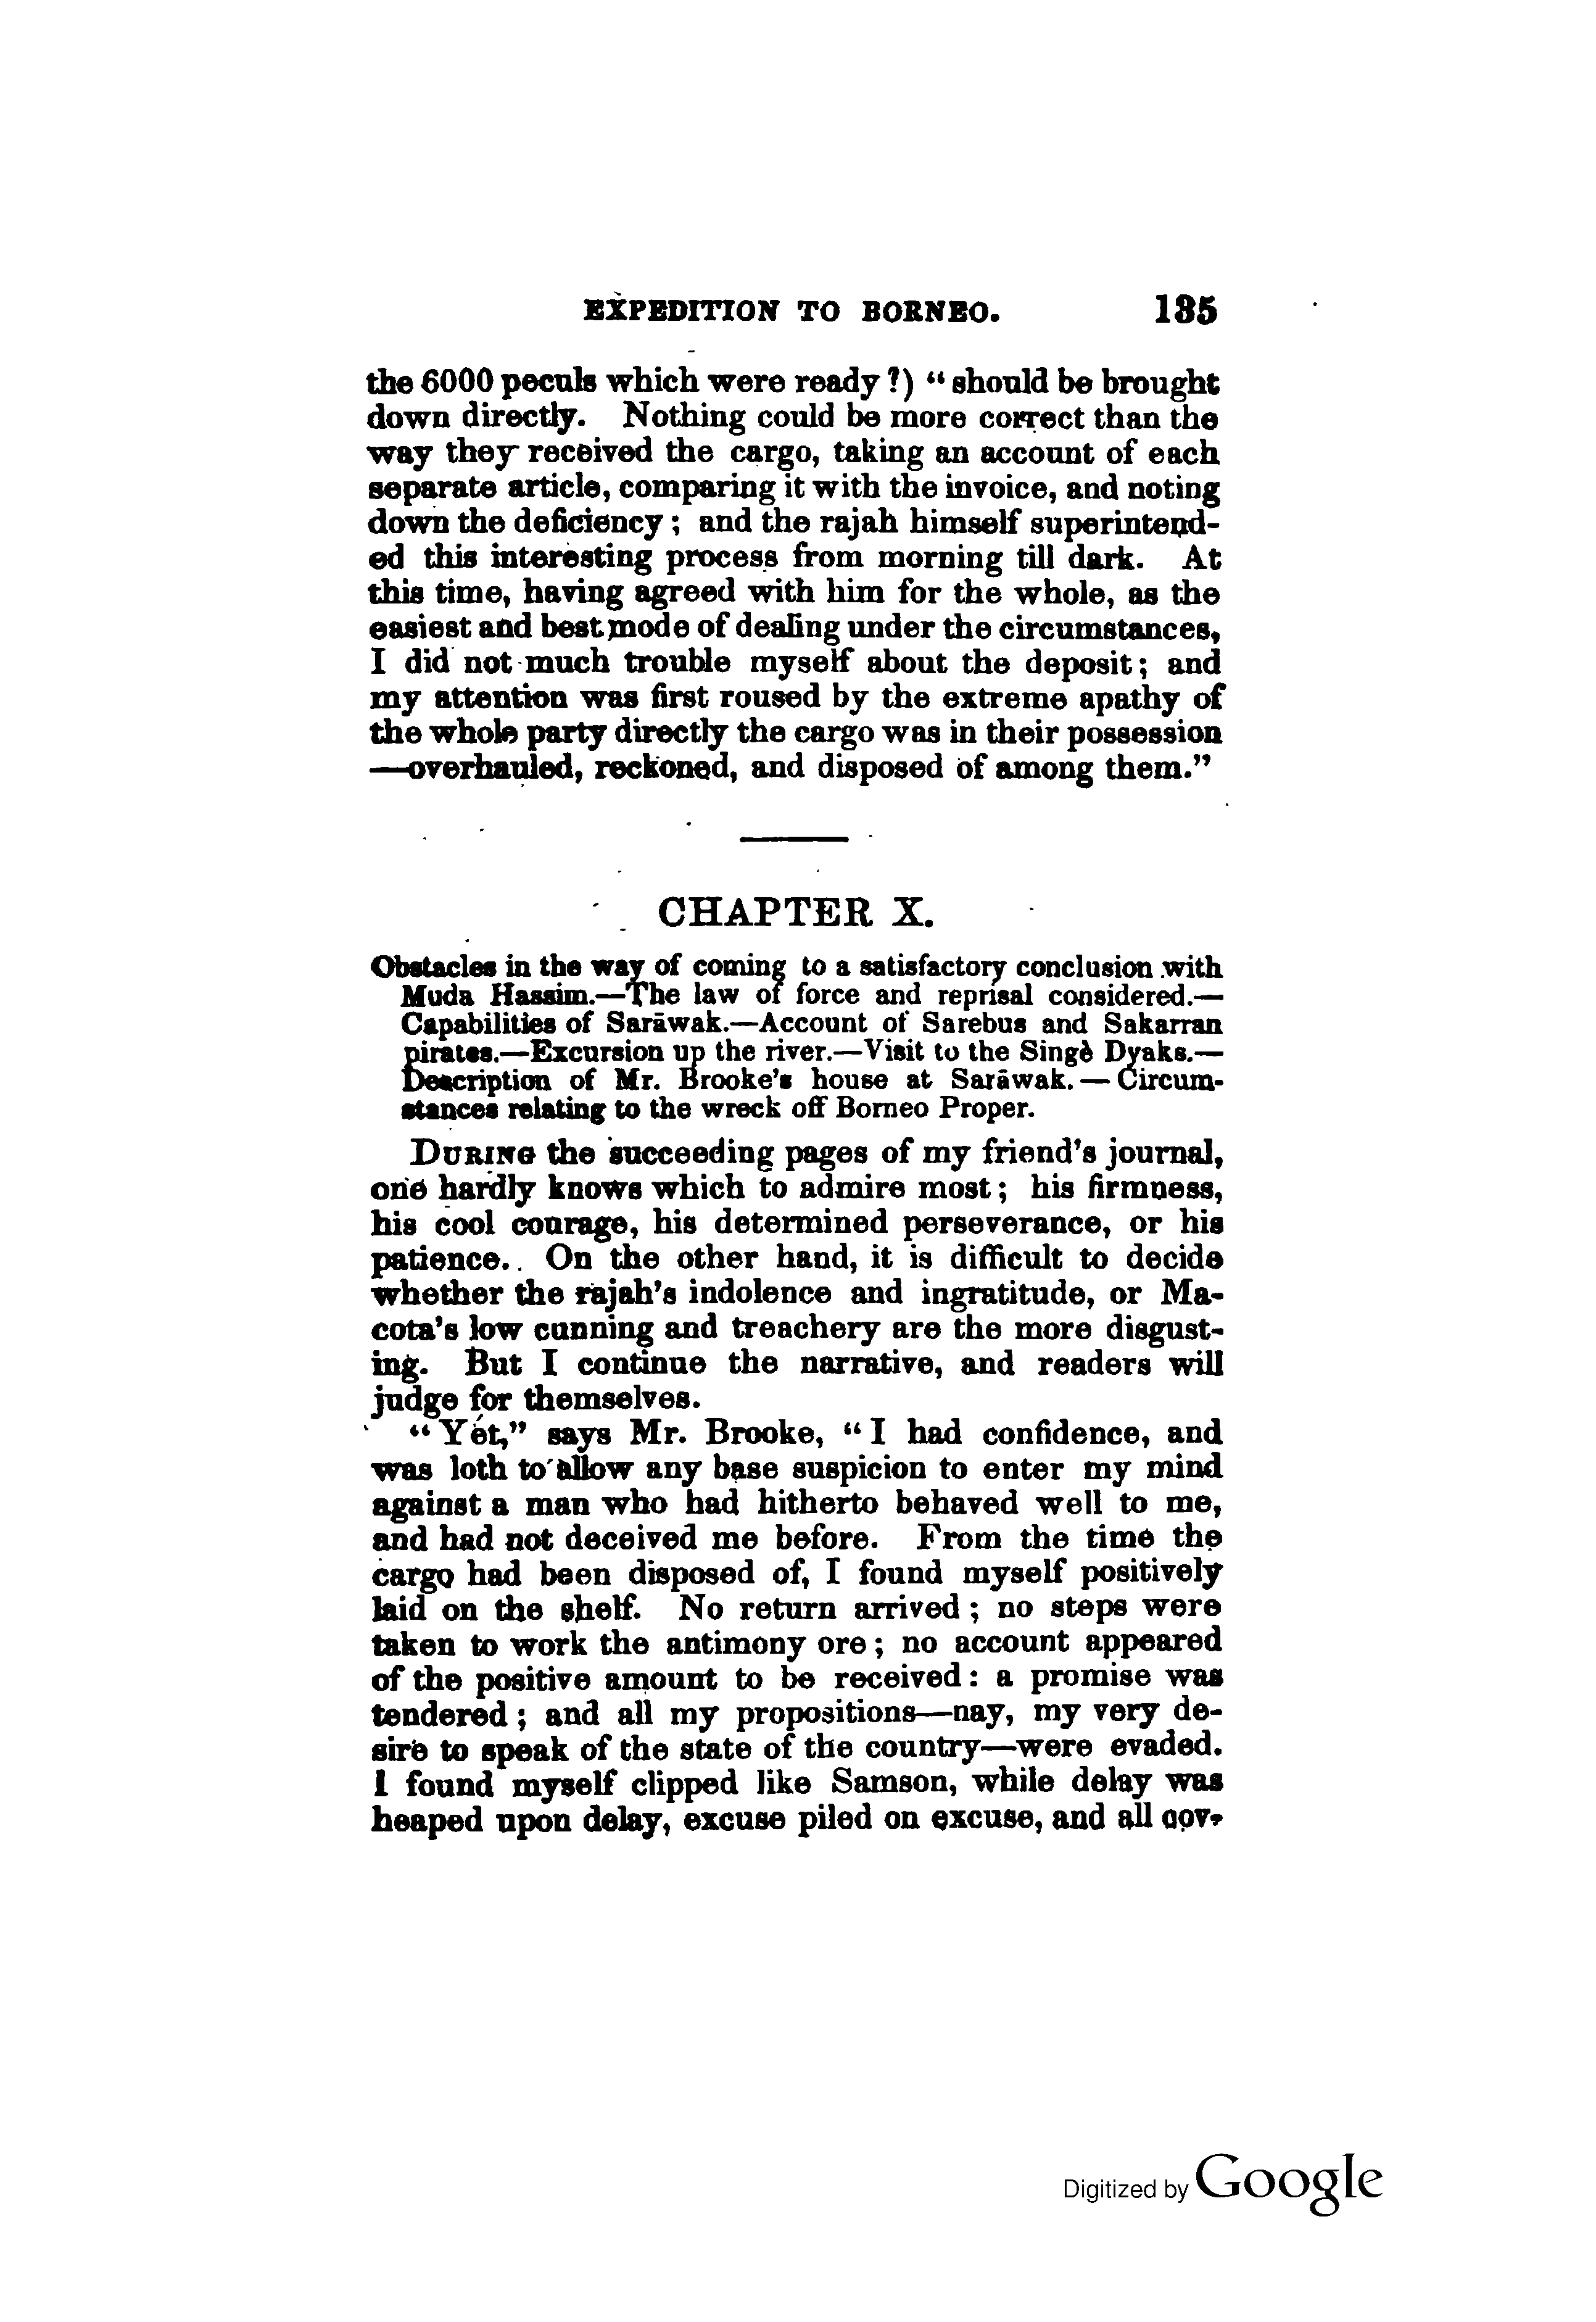 EXPEDITION TO BORNEO. 135
the 6000 peculs which were ready?) “should be brought
down directly. Nothing could be more correct than the
way they received the cargo, taking an account of each
separate article, comparing it with the invoice, and noting
down the deficiency; and the rajah himself superintend-
ed this interesting process from morning till dark. At
this time, having agreed with him for the whole, as the
easiest and best mode of dealing under the circumstances,
I did not much trouble myself about the deposit; and
my attention was first roused by the extreme apathy of
the whole party directly the cargo was in their possession
—overhauled, reckoned, and disposed of among them.”
CHAPTER X.
Obstacles in the way of coming to a satisfactory conclusion with
Muda Hassim.—The law of force and reprisal considered.—
Capabilities of Sarāwak.—Account of Sarebus and Sakarran
pirates.—Excursion up the river.—Visit to the Singè Dyaks.—
Description of Mr. Brooke’s house at Sarāwak.—Circum-
stances relating to the wreck off Borneo Proper.
DURING the succeeding pages of my friend’s journal,
one hardly knows which to admire most; his firmness,
his cool courage, his determined perseverance, or his
patience. On the other hand, it is difficult to decide
whether the rajah’s indolence and ingratitude, or Ma-
cota’s low cunning and treachery are the more disgust-
ing. But I continue the narrative, and readers will
judge for themselves.
“Yet,” says Mr. Brooke, “I had confidence, and
was loth to allow any base suspicion to enter my mind
against a man who had hitherto behaved well to me,
and had not deceived me before. From the time the
cargo had been disposed of, I found myself positively
laid on the shelf. No return arrived; no steps were
taken to work the antimony ore; no account appeared
of the positive amount to be received: a promise was
tendered; and all my propositions—nay, my very de-
sire to speak of the state of the country—were evaded.
I found myself clipped like Samson, while delay was
heaped upon delay, excuse piled on excuse, and all cov-
Digitized by Google